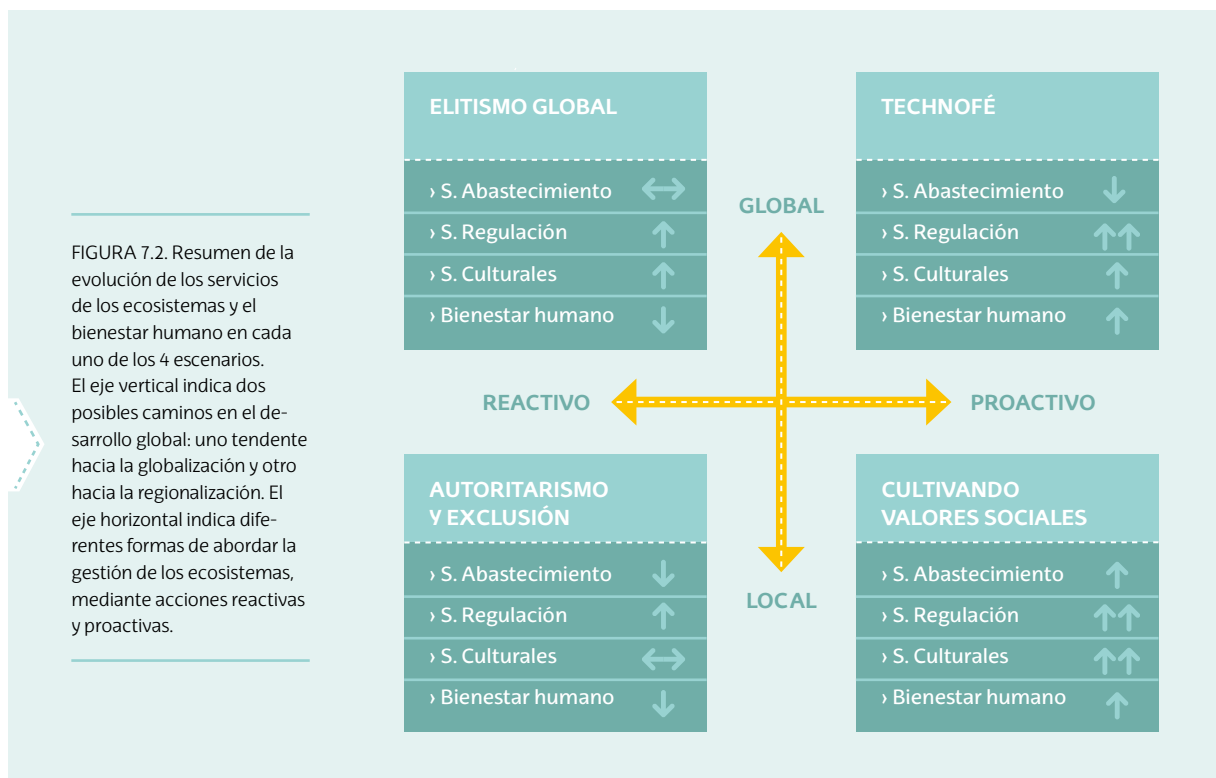 FIGURA 7.2. Resumen de la
evolución de los servicios
de los ecosistemas y el
bienestar humano en cada
uno de los 4 escenarios.
El eje vertical indica dos
posibles caminos en el de-
sarrollo global: uno tendente
hacia la globalización y otro
hacia la regionalización. El
eje horizontal indica dife-
rentes formas de abordar la
gestión de los ecosistemas,
mediante acciones reactivas
y proactivas.
ELITISMO GLOBAL
› S. Abastecimiento ↔
› S. Regulación ↑
› S. Culturales ↑
› Bienestar humano ↓
TECHNOFÉ
› S. Abastecimiento ↓
› S. Regulación ↑↑
› S. Culturales ↑
› Bienestar humano ↑
GLOBAL
REACTIVO
PROACTIVO
LOCAL
AUTORITARISMO
Y EXCLUSIÓN
› S. Abastecimiento ↓
› S. Regulación ↑
› S. Culturales ↔
› Bienestar humano ↓
CULTIVANDO
VALORES SOCIALES
› S. Abastecimiento ↑
› S. Regulación ↑↑
› S. Culturales ↑↑
› Bienestar humano ↑